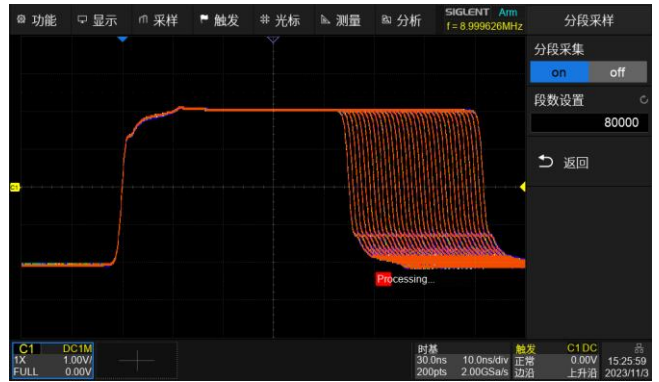 功能 显示 采样 触发 光标 测量 分析 SIGLENT Arm
f = 8.999626MHz
分段采样
分段采集
on off
段数设置
80000
返回
C1
Processing...
C1 DC1M
1X 1.00V/
FULL 0.00V
时基
30.0ns 10.0ns/div
200pts 2.00GSa/s
触发 C1 DC
正常 0.00V
边沿 上升沿
15:25:59
2023/11/3